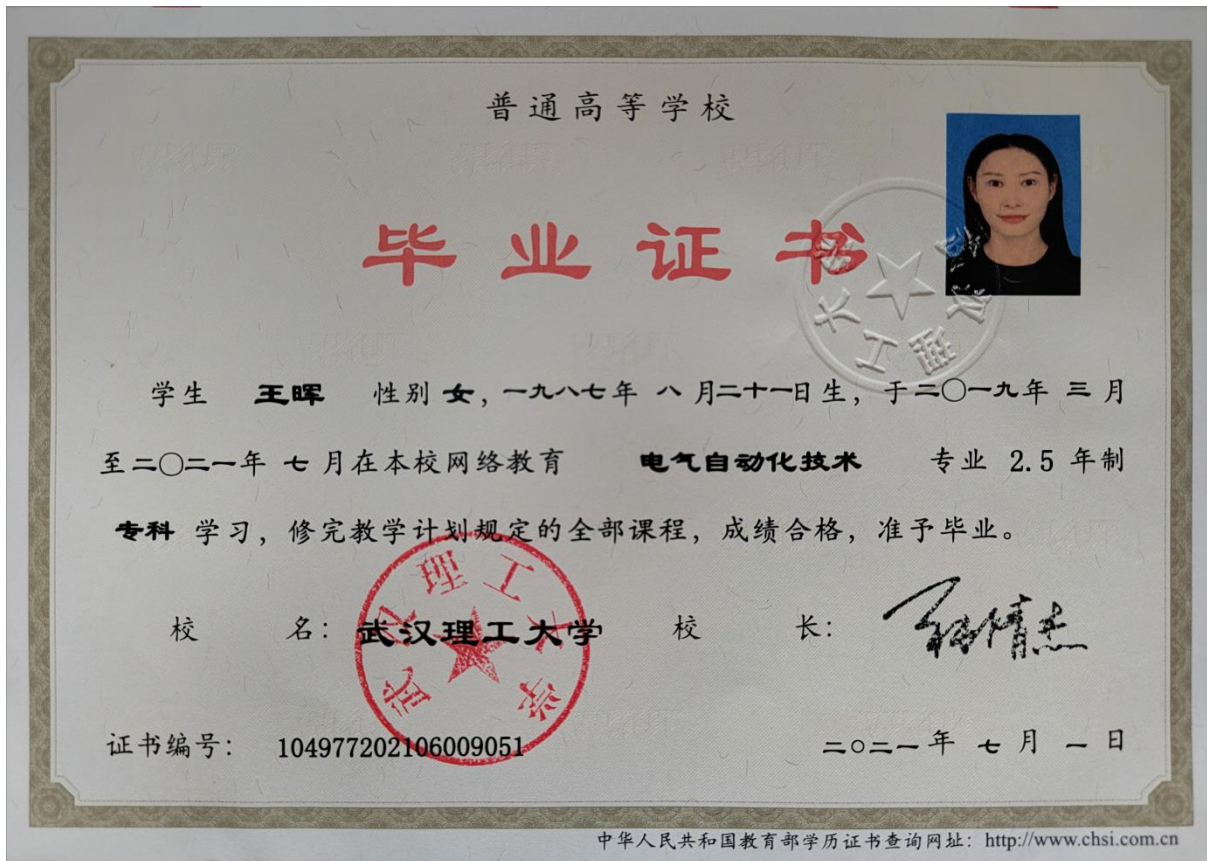 普通高等学校
毕业证书
学生 王晖 性别 女，一九八七年 八 月二十一日生，于二〇一九年 三 月
至二〇二一年 七 月在本校网络教育 电气自动化技术 专业 2.5 年制
专科 学习，修完教学计划规定的全部课程，成绩合格，准予毕业。
校 名：武汉理工大学 校 长：
武汉理工大学
证书编号： 104977202106009051 二〇二一 年 七 月 一 日
中华人民共和国教育部学历证书查询网址：http://www.chsi.com.cn